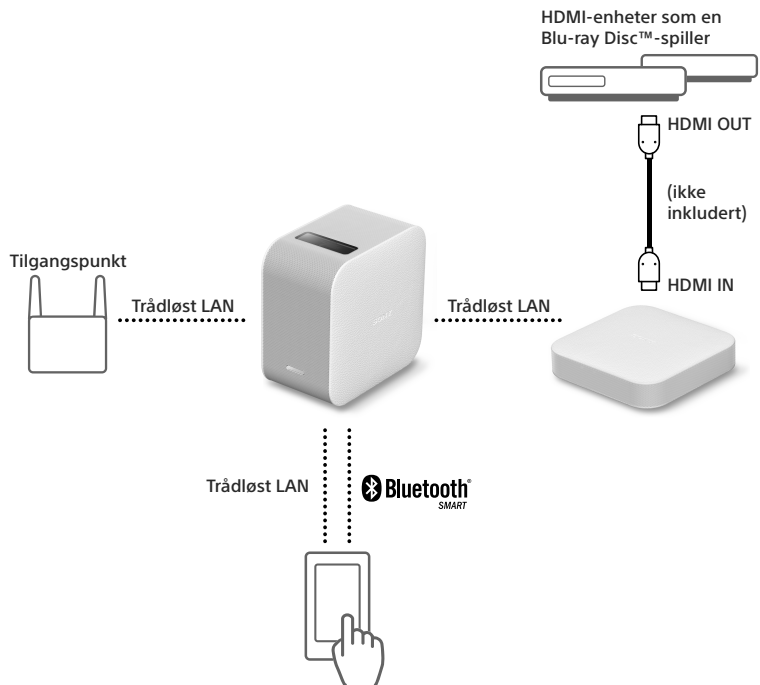 HDMI-enheter som en
Blu-ray Disc™-spiller
HDMI OUT
(ikke
inkludert)
HDMI IN
Tilgangspunkt
Trådløst LAN
Trådløst LAN
Trådløst LAN
Bluetooth®
SMART